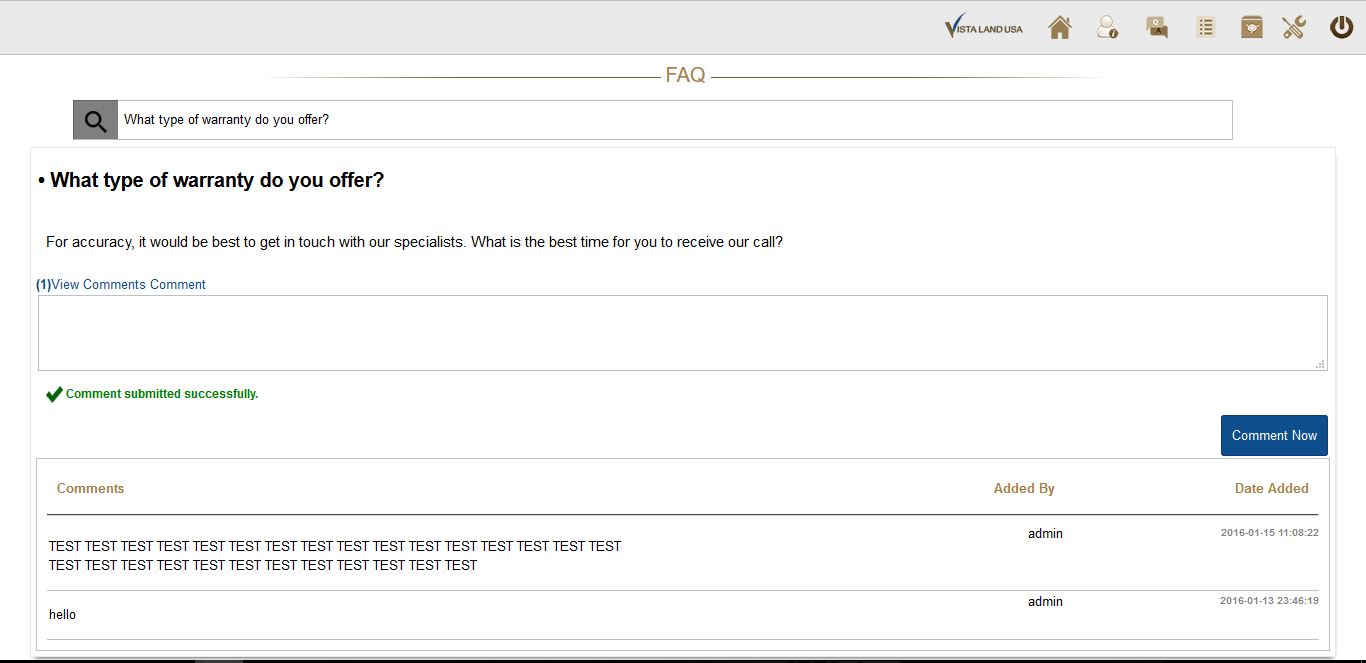 VISTA LAND USA
Q
A
FAQ
What type of warranty do you offer?
• What type of warranty do you offer?
For accuracy, it would be best to get in touch with our specialists. What is the best time for you to receive our call?
(1)View Comments Comment
Comment submitted successfully.
Comment Now
Comments Added By Date Added
TEST TEST TEST TEST TEST TEST TEST TEST TEST TEST TEST TEST TEST TEST TEST TEST admin 2016-01-15 11:08:22
TEST TEST TEST TEST TEST TEST TEST TEST TEST TEST TEST TEST
hello admin 2016-01-13 23:46:19